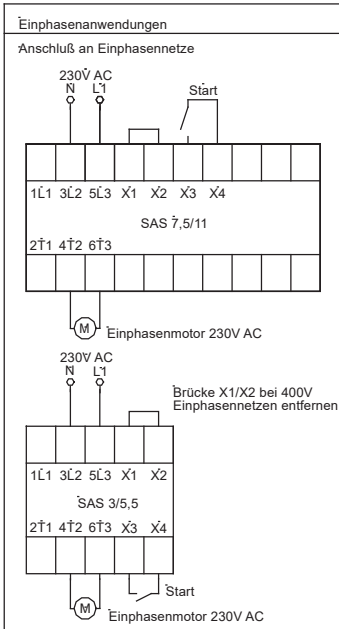 Einphasenanwendungen
Anschluß an Einphasennetze
230V AC
N L1 Start
1L1 3L2 5L3 X1 X2 X3 X4
SAS 7,5/11
2T1 4T2 6T3
M Einphasenmotor 230V AC
230V AC
N L1
Brücke X1/X2 bei 400V
Einphasennetzen entfernen
1L1 3L2 5L3 X1 X2
SAS 3/5,5
2T1 4T2 6T3 X3 X4
Start
M Einphasenmotor 230V AC